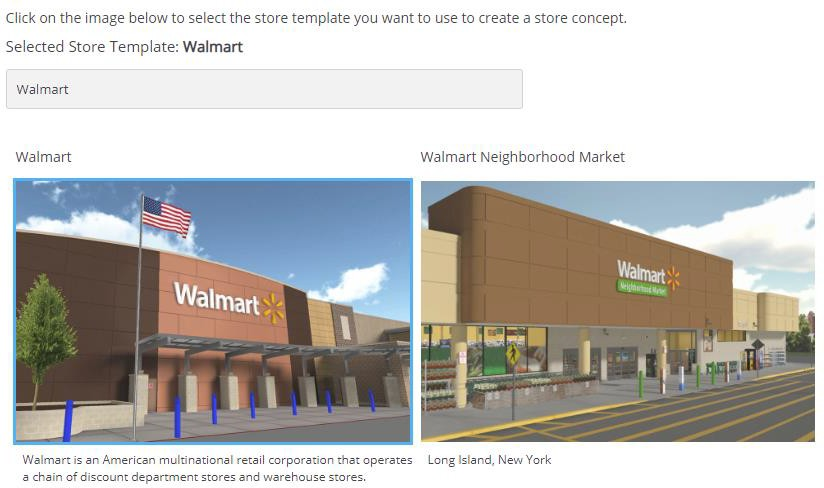 Click on the image below to select the store template you want to use to create a store concept.
Selected Store Template: Walmart
Walmart
Walmart
Walmart Neighborhood Market
Walmart
Walmart
Neighborhood Market
Walmart is an American multinational retail corporation that operates
a chain of discount department stores and warehouse stores.
Long Island, New York